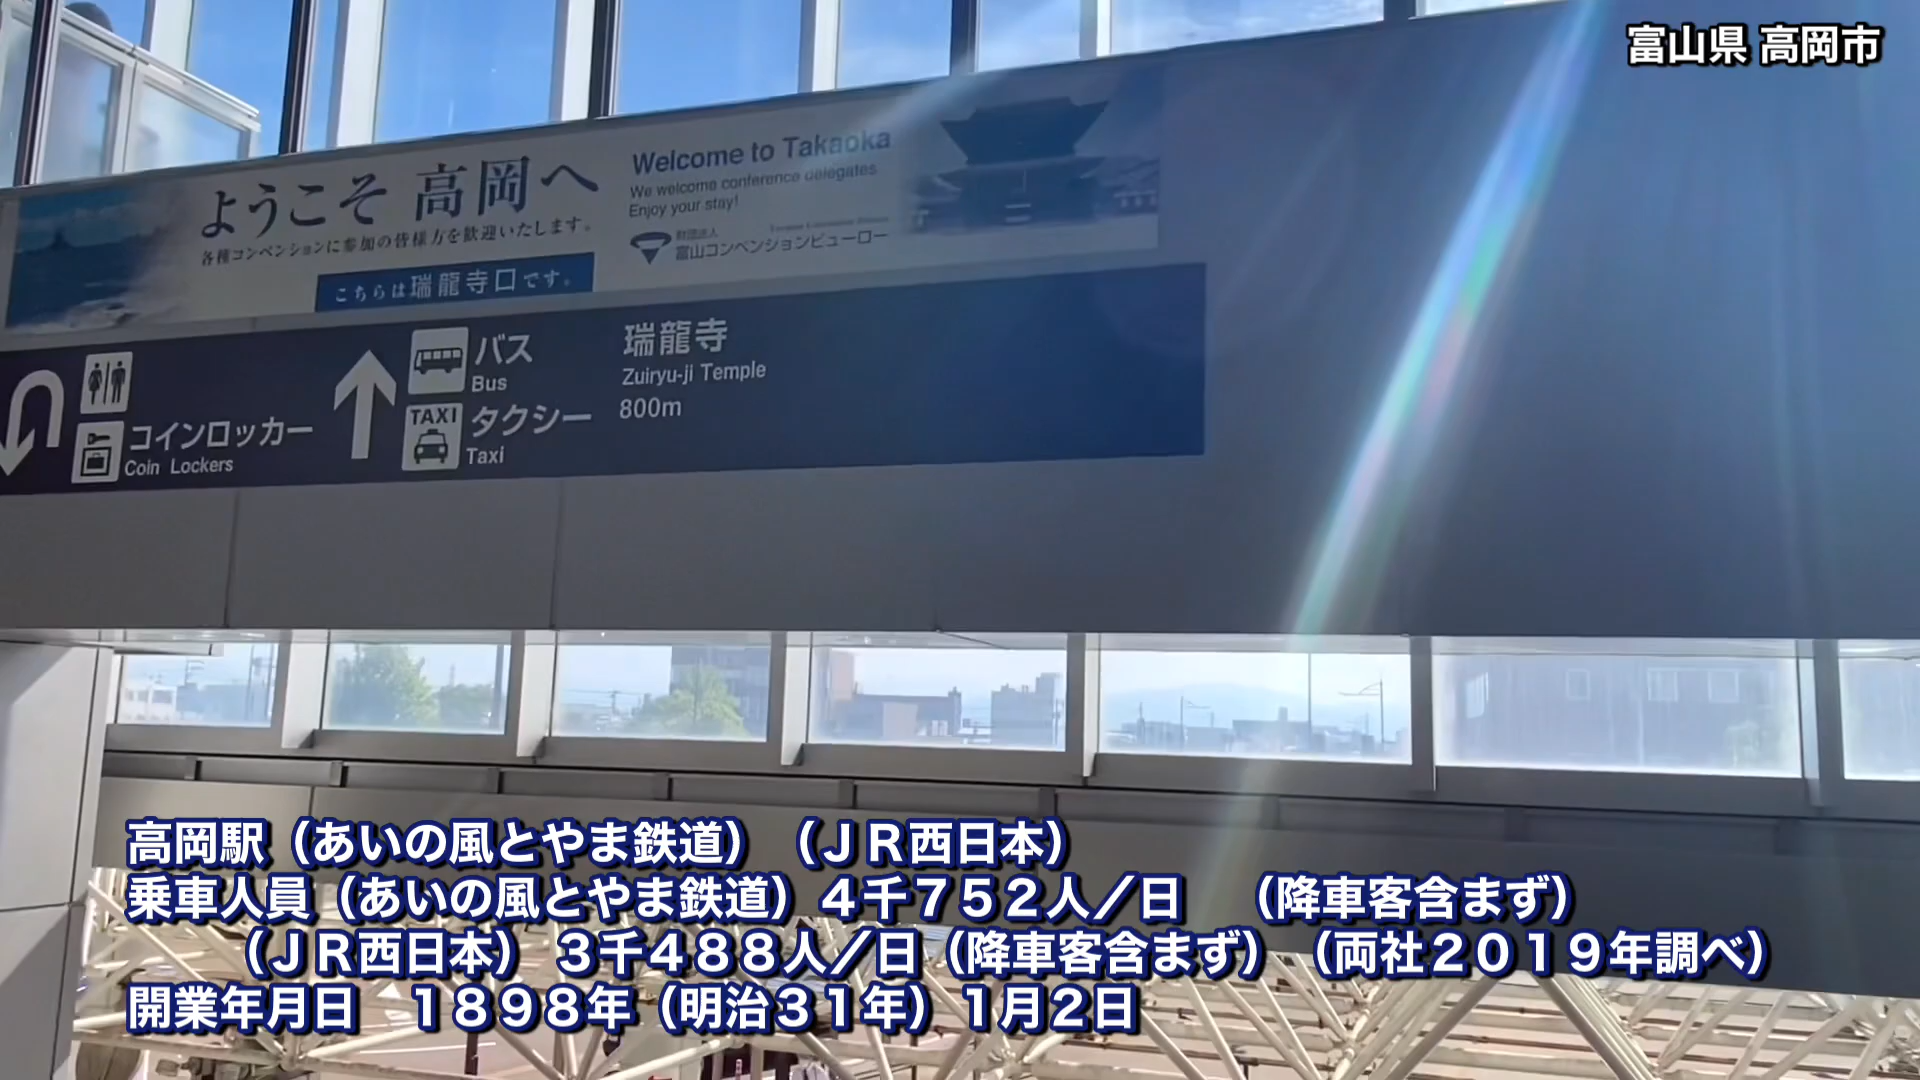 富山県 高岡市
ようこそ 高岡へ
各種コンベンションに参加の皆様方を歓迎いたします。
こちらは瑞龍寺口です。
Welcome to Takaoka
We welcome conference delegates
Enjoy your stay!
財団法人
富山コンベンションビューロー
コインロッカー
Coin Lockers
バス
Bus
TAXI
タクシー
Taxi
瑞龍寺
Zuiryu-ji Temple
800m
高岡駅（あいの風とやま鉄道）（ＪＲ西日本）
乗車人員（あいの風とやま鉄道）４千７５２人／日　（降車客含まず）
（ＪＲ西日本）３千４８８人／日（降車客含まず）（両社２０１９年調べ）
開業年月日　１８９８年（明治３１年）１月２日